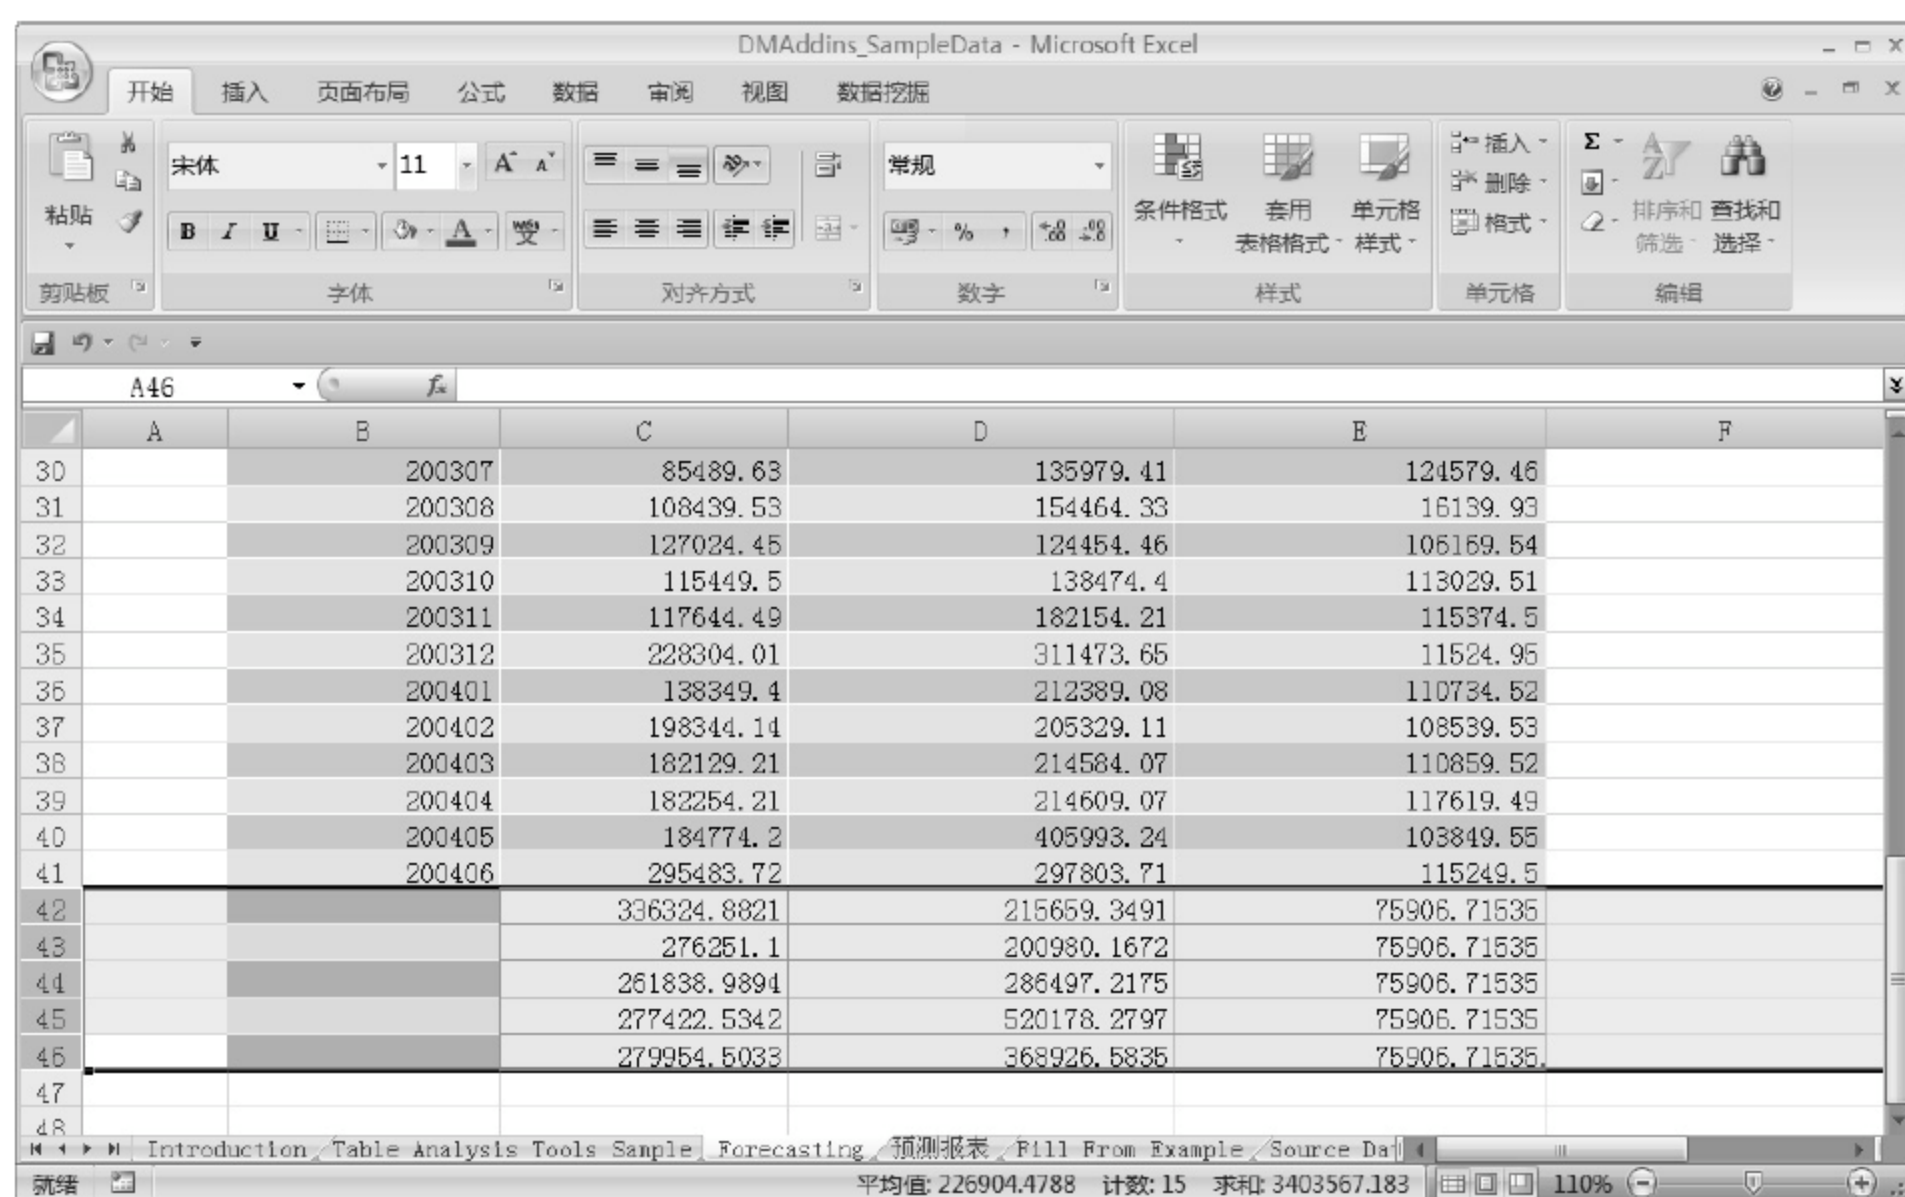 DMAddins_SampleData - Microsoft Excel
开始 插入 页面布局 公式 数据 审阅 视图 数据挖掘
宋体 11 常规 插入
粘贴 条件格式 套用表格格式 单元格样式 删除 排序和筛选 查找和选择
格式
剪贴板 字体 对齐方式 数字 样式 单元格 编辑
A46
A B C D E F
30 200307 85489.63 135979.41 124579.46
31 200308 108439.53 154464.33 16139.93
32 200309 127024.45 124454.46 106169.54
33 200310 115449.5 138474.4 113029.51
34 200311 117644.49 182154.21 115374.5
35 200312 228304.01 311473.65 11524.95
36 200401 138349.4 212389.08 110734.52
37 200402 198344.14 205329.11 108539.53
38 200403 182129.21 214584.07 110859.52
39 200404 182254.21 214609.07 117619.49
40 200405 184774.2 405993.24 103849.55
41 200406 295483.72 297803.71 115249.5
42 336324.8821 215659.3491 75906.71535
43 276251.1 200980.1672 75906.71535
44 261838.9894 286497.2175 75906.71535
45 277422.5342 520178.2797 75906.71535
46 279954.5033 368926.5835 75906.71535
47
48
Introduction Table Analysis Tools Sample Forecasting 预测报表 Fill From Example Source Dat
就绪 平均值: 226904.4788 计数: 15 求和: 3403567.183 110%